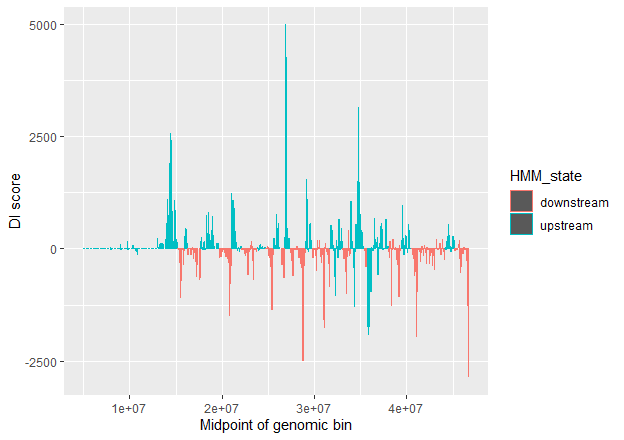 5000
2500
0
-2500
DI score
1e+07
2e+07
3e+07
4e+07
Midpoint of genomic bin
HMM_state
downstream
upstream